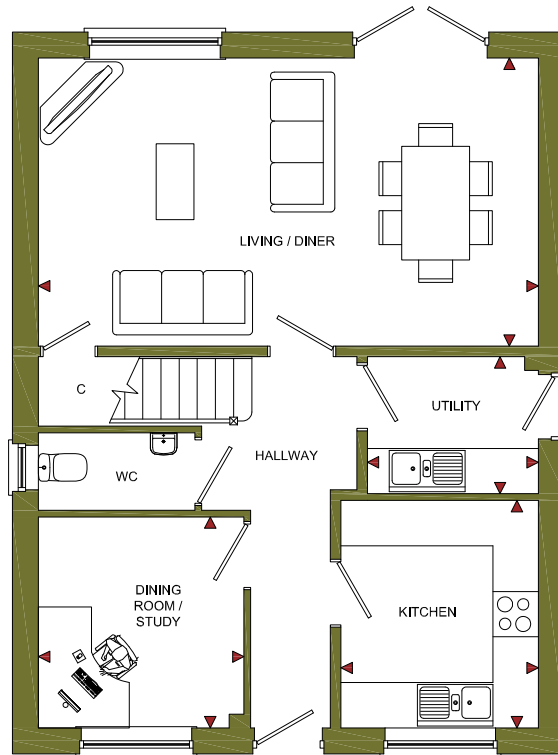 LIVING / DINER
C
UTILITY
HALLWAY
WC
DINING
ROOM /
STUDY
KITCHEN